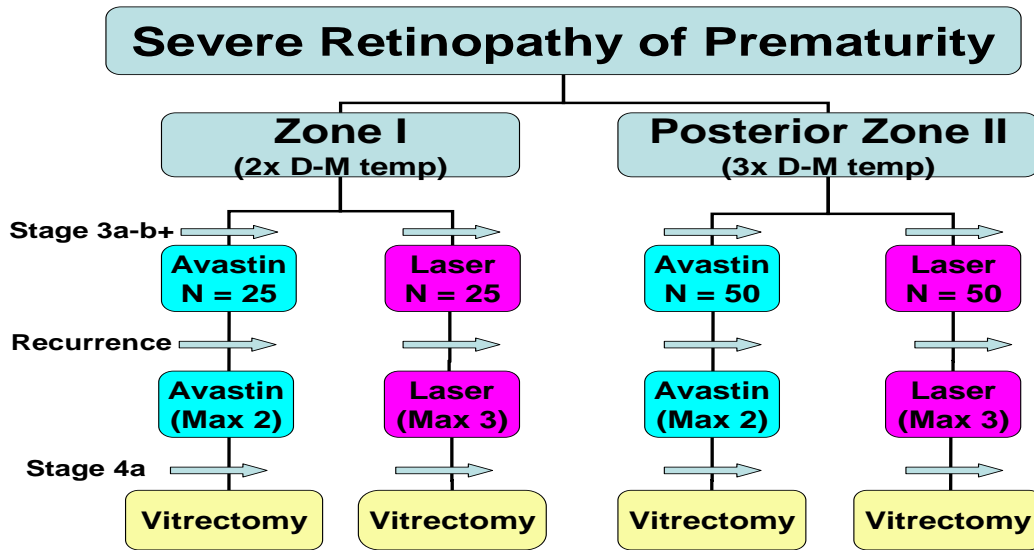 Severe Retinopathy of Prematurity
Zone I
(2x D-M temp)
Posterior Zone II
(3x D-M temp)
Stage 3a-b+
Avastin
N = 25
Laser
N = 25
Avastin
N = 50
Laser
N = 50
Recurrence
Avastin
(Max 2)
Laser
(Max 3)
Avastin
(Max 2)
Laser
(Max 3)
Stage 4a
Vitrectomy
Vitrectomy
Vitrectomy
Vitrectomy